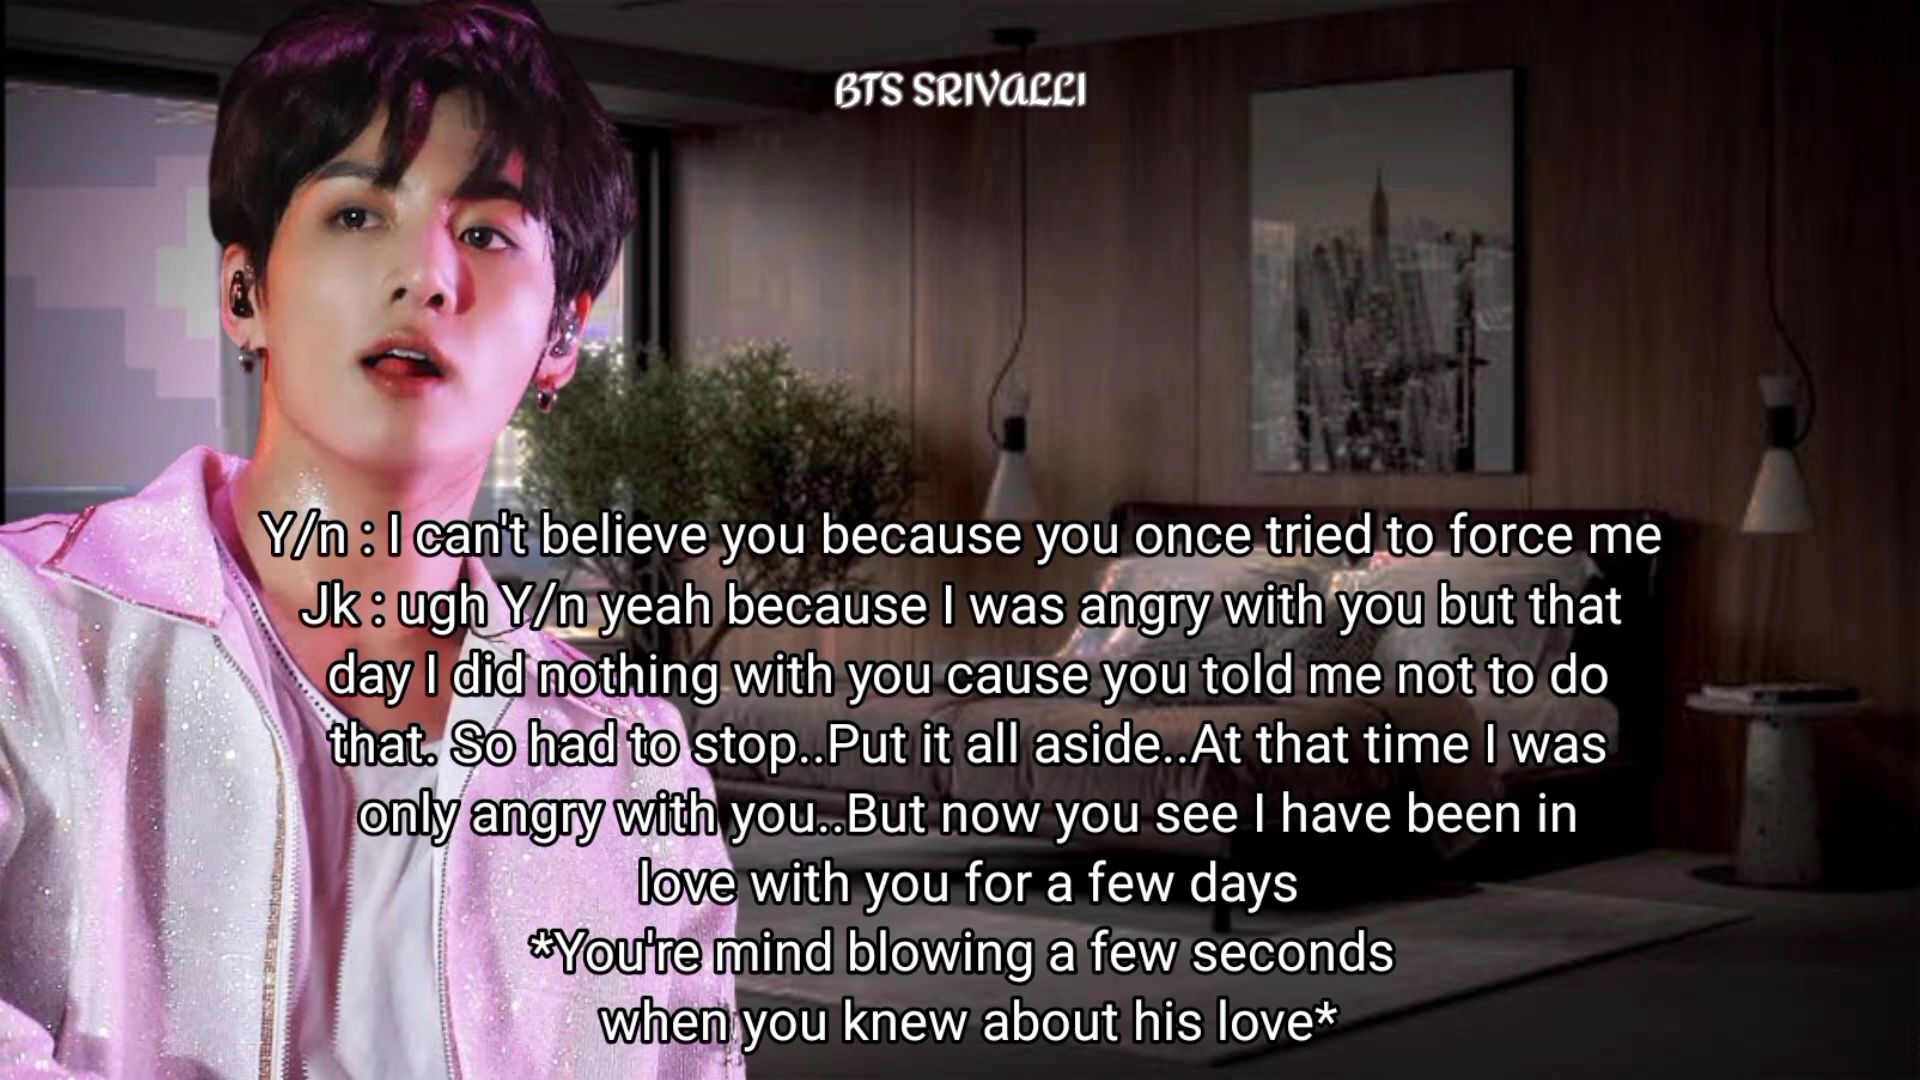 BTS SRIVALLI
Y/n : I can't believe you because you once tried to force me
Jk : ugh Y/n yeah because I was angry with you but that
day I did nothing with you cause you told me not to do
that. So had to stop..Put it all aside..At that time I was
only angry with you..But now you see I have been in
love with you for a few days
*You're mind blowing a few seconds
when you knew about his love*